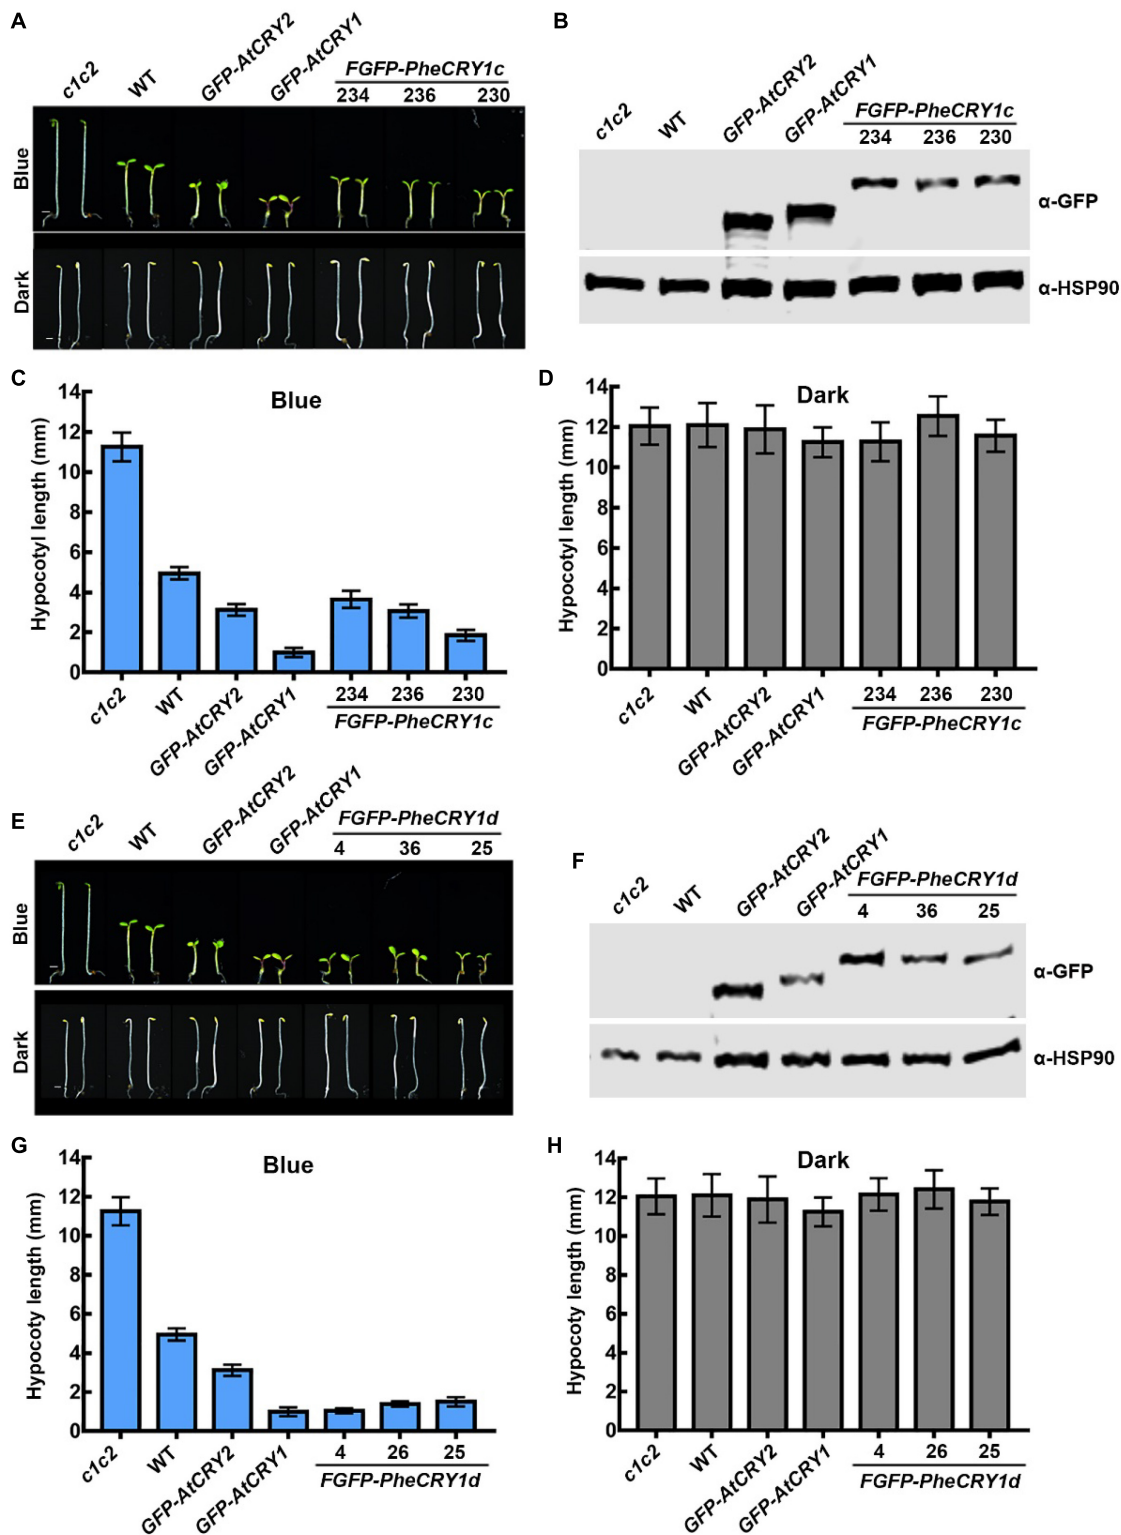 A
c1c2
WT
GFP-AtCRY2
GFP-AtCRY1
FGFP-PheCRY1c
234 236 230
Blue
Dark
B
c1c2
WT
GFP-AtCRY2
GFP-AtCRY1
FGFP-PheCRY1c
234 236 230
α-GFP
α-HSP90
C
Blue
Hypocotyl length (mm)
14
12
10
8
6
4
2
0
c1c2
WT
GFP-AtCRY2
GFP-AtCRY1
234 236 230
FGFP-PheCRY1c
D
Dark
Hypocotyl length (mm)
14
12
10
8
6
4
2
0
c1c2
WT
GFP-AtCRY2
GFP-AtCRY1
234 236 230
FGFP-PheCRY1c
E
c1c2
WT
GFP-AtCRY2
GFP-AtCRY1
FGFP-PheCRY1d
4 36 25
Blue
Dark
F
c1c2
WT
GFP-AtCRY2
GFP-AtCRY1
FGFP-PheCRY1d
4 36 25
α-GFP
α-HSP90
G
Blue
Hypocoty length (mm)
14
12
10
8
6
4
2
0
c1c2
WT
GFP-AtCRY2
GFP-AtCRY1
4 26 25
FGFP-PheCRY1d
H
Dark
Hypocoty length (mm)
14
12
10
8
6
4
2
0
c1c2
WT
GFP-AtCRY2
GFP-AtCRY1
4 26 25
FGFP-PheCRY1d